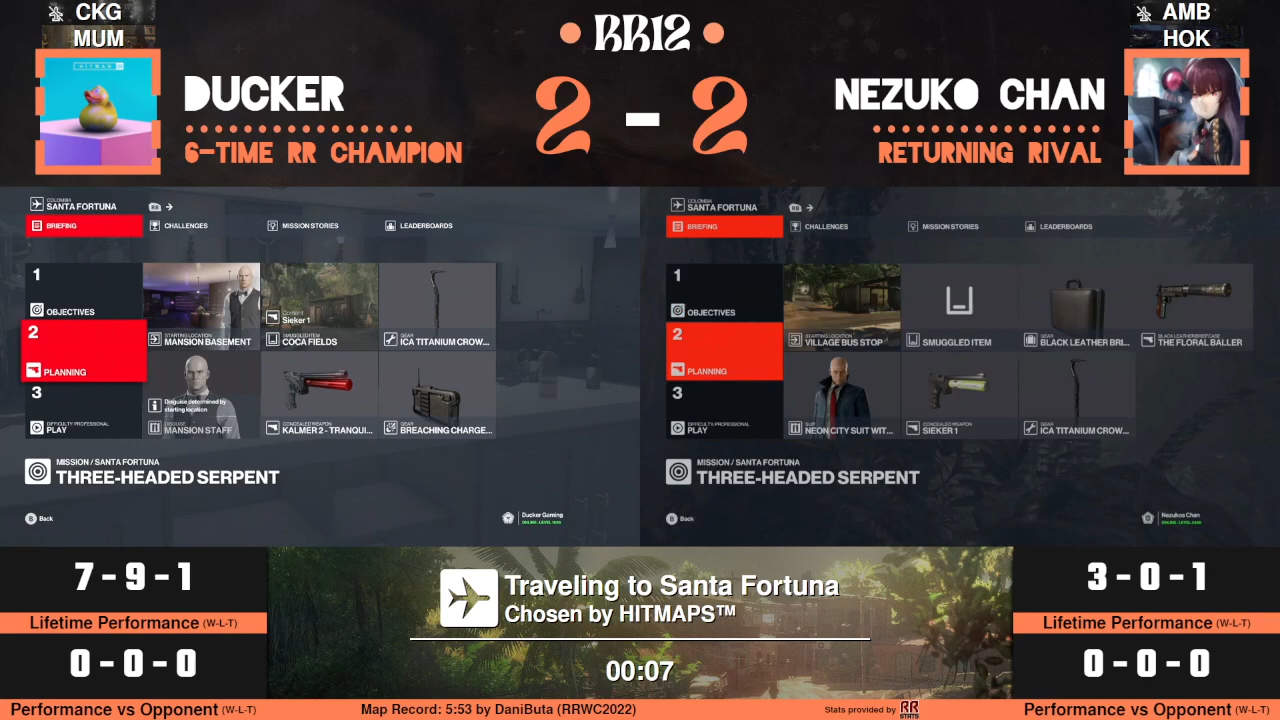 CKG
MUM
RR12
AMB
HOK
HITMAN
DUCKER
6-TIME RR CHAMPION
2 - 2
NEZUKO CHAN
RETURNING RIVAL
COLOMBIA
SANTA FORTUNA
RR
BRIEFING
CHALLENGES
MISSION STORIES
LEADERBOARDS
1
OBJECTIVES
STARTING LOCATION
MANSION BASEMENT
Content
Sieker 1
SMUGGLED ITEM
COCA FIELDS
GEAR
ICA TITANIUM CROW...
2
PLANNING
3
DIFFICULTY: PROFESSIONAL
PLAY
Disguise determined by
starting location
DISGUISE
MANSION STAFF
CONCEALED WEAPON
KALMER 2 - TRANQUI...
GEAR
BREACHING CHARGE...
MISSION / SANTA FORTUNA
THREE-HEADED SERPENT
B Back
Ducker Gaming
COLOMBIA
SANTA FORTUNA
RR
BRIEFING
CHALLENGES
MISSION STORIES
LEADERBOARDS
1
OBJECTIVES
STARTING LOCATION
VILLAGE BUS STOP
SMUGGLED ITEM
GEAR
BLACK LEATHER BRI...
BLACK LEATHER BRIEFCASE
THE FLORAL BALLER
2
PLANNING
3
DIFFICULTY: PROFESSIONAL
PLAY
SUIT
NEON CITY SUIT WIT...
CONCEALED WEAPON
SIEKER 1
GEAR
ICA TITANIUM CROW...
MISSION / SANTA FORTUNA
THREE-HEADED SERPENT
B Back
Nezukoa Chan
7 - 9 - 1
Lifetime Performance (W-L-T)
0 - 0 - 0
Performance vs Opponent (W-L-T)
Traveling to Santa Fortuna
Chosen by HITMAPS™
00:07
Map Record: 5:53 by DaniButa (RRWC2022)
Stats provided by RR STATS
3 - 0 - 1
Lifetime Performance (W-L-T)
0 - 0 - 0
Performance vs Opponent (W-L-T)